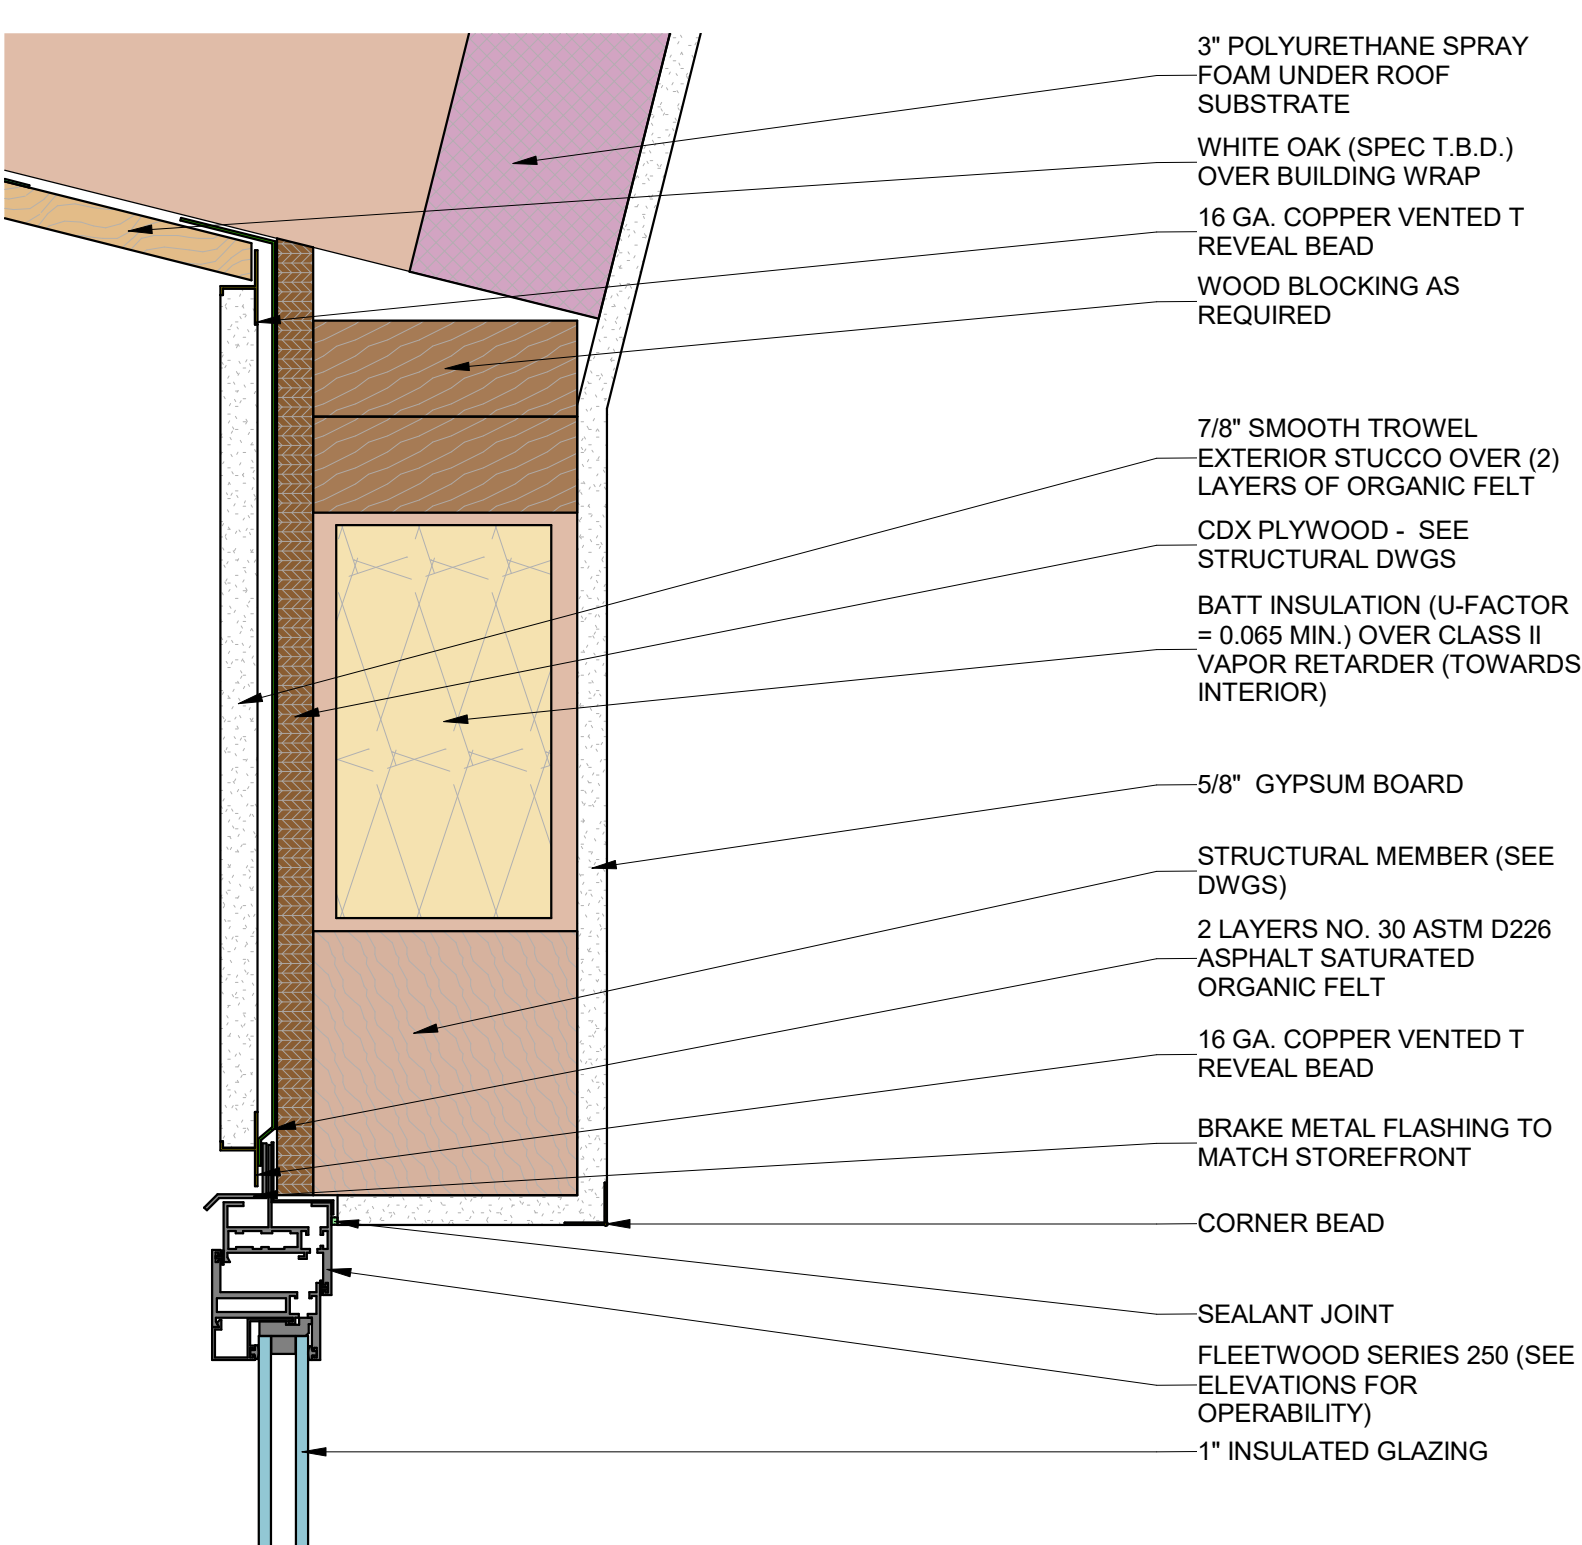 3" POLYURETHANE SPRAY
FOAM UNDER ROOF
SUBSTRATE
WHITE OAK (SPEC T.B.D.)
OVER BUILDING WRAP
16 GA. COPPER VENTED T
REVEAL BEAD
WOOD BLOCKING AS
REQUIRED
7/8" SMOOTH TROWEL
EXTERIOR STUCCO OVER (2)
LAYERS OF ORGANIC FELT
CDX PLYWOOD - SEE
STRUCTURAL DWGS
BATT INSULATION (U-FACTOR
= 0.065 MIN.) OVER CLASS II
VAPOR RETARDER (TOWARDS
INTERIOR)
5/8" GYPSUM BOARD
STRUCTURAL MEMBER (SEE
DWGS)
2 LAYERS NO. 30 ASTM D226
ASPHALT SATURATED
ORGANIC FELT
16 GA. COPPER VENTED T
REVEAL BEAD
BRAKE METAL FLASHING TO
MATCH STOREFRONT
CORNER BEAD
SEALANT JOINT
FLEETWOOD SERIES 250 (SEE
ELEVATIONS FOR
OPERABILITY)
1" INSULATED GLAZING